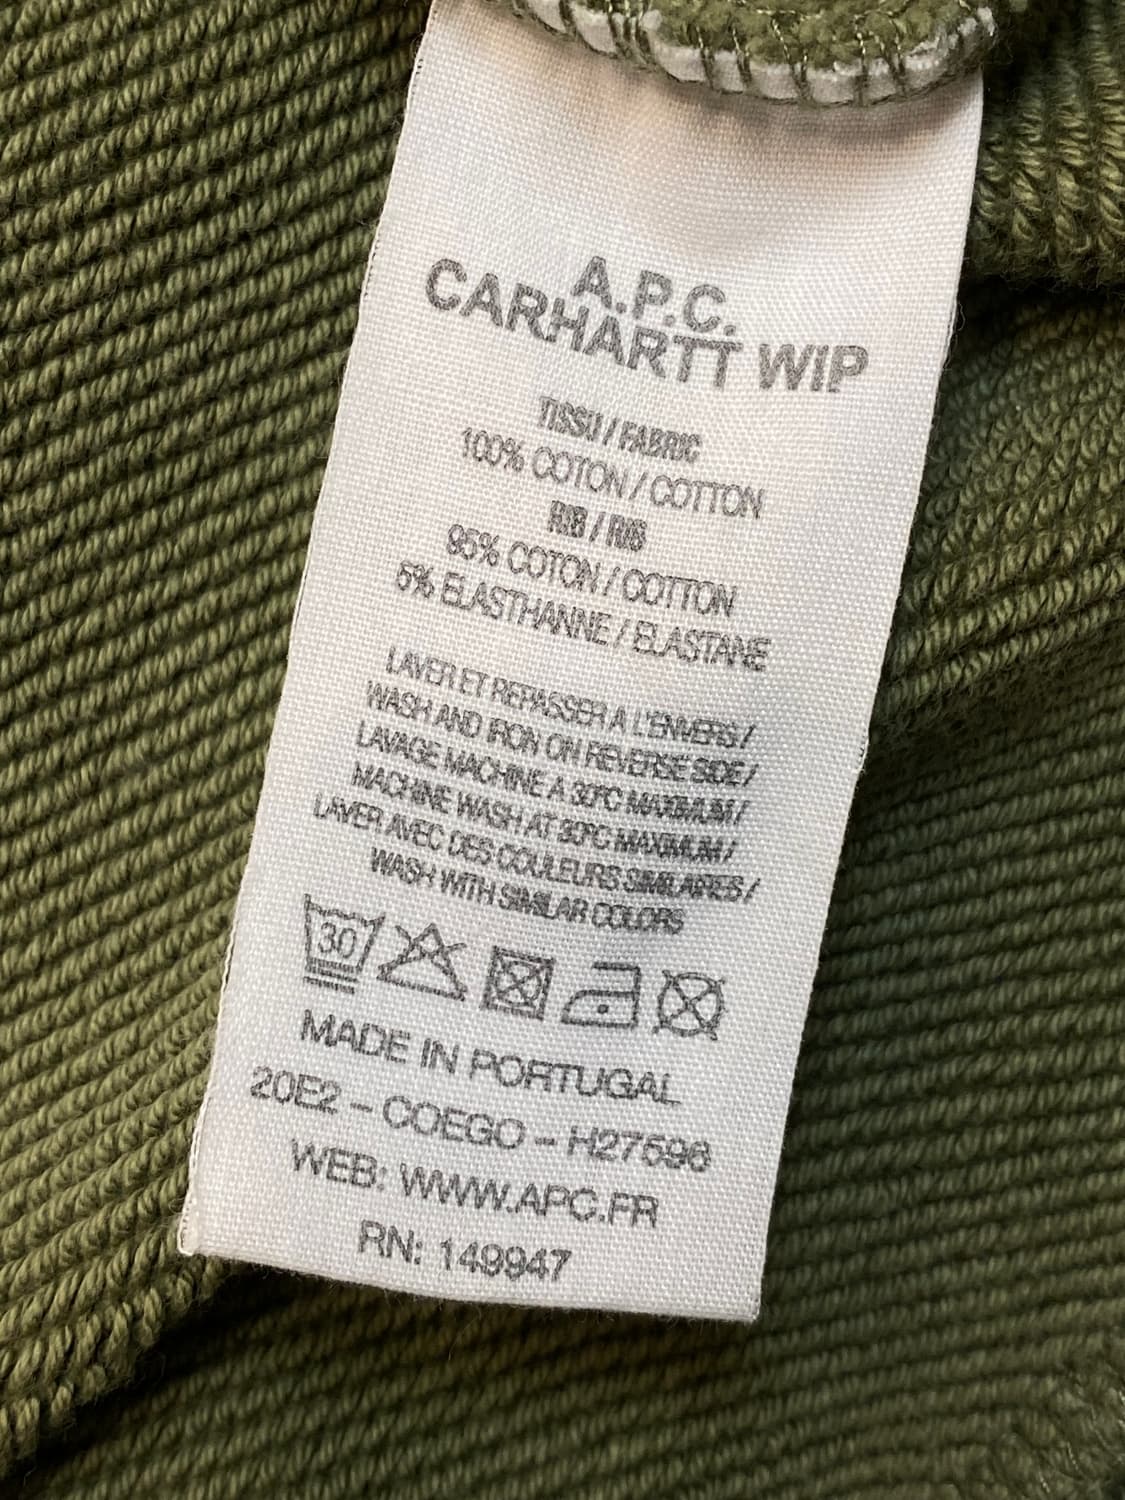 A.P.C.
CARHARTT WIP
TISSU / FABRIC
100% COTON / COTTON
RIB / RIB
95% COTON / COTTON
5% ELASTHANNE / ELASTANE
LAVER ET REPASSER A L'ENVERS /
WASH AND IRON ON REVERSE SIDE /
LAVAGE MACHINE A 30°C MAXIMUM /
MACHINE WASH AT 30°C MAXIMUM /
LAVER AVEC DES COULEURS SIMILAIRES /
WASH WITH SIMILAR COLORS
30
MADE IN PORTUGAL
20E2 - COEGO - H27596
WEB: WWW.APC.FR
RN: 149947